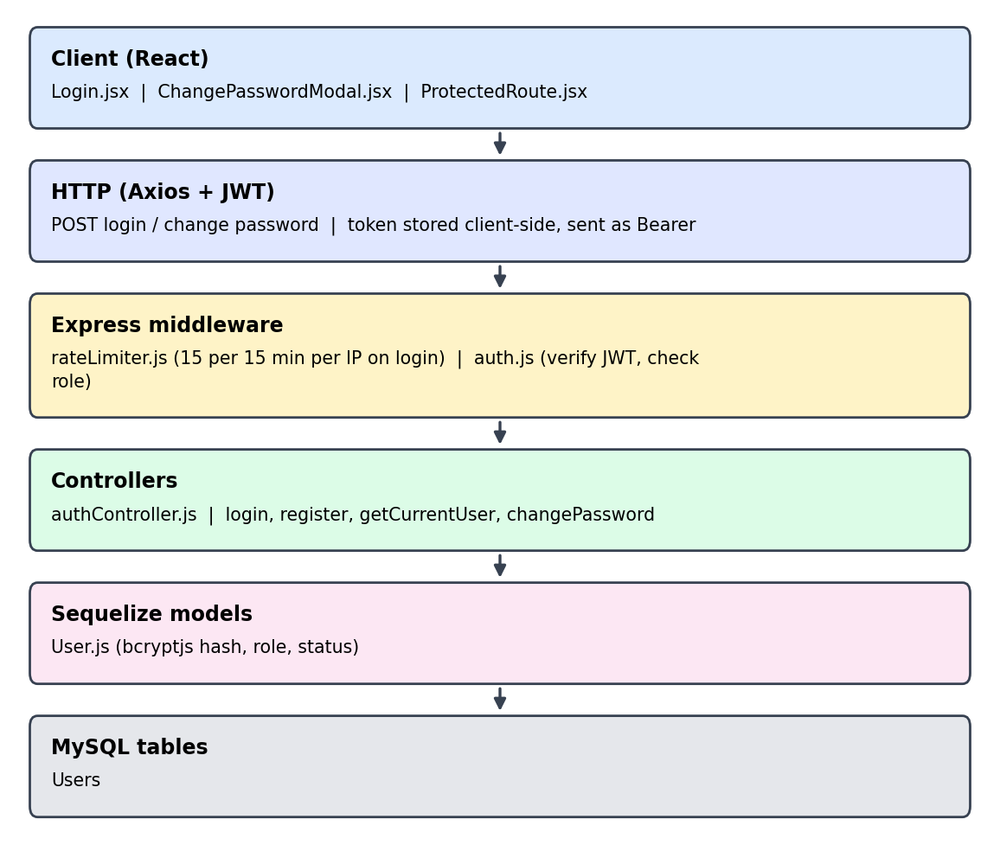 Client (React)
Login.jsx  |  ChangePasswordModal.jsx  |  ProtectedRoute.jsx
HTTP (Axios + JWT)
POST login / change password  |  token stored client-side, sent as Bearer
Express middleware
rateLimiter.js (15 per 15 min per IP on login)  |  auth.js (verify JWT, check
role)
Controllers
authController.js  |  login, register, getCurrentUser, changePassword
Sequelize models
User.js (bcryptjs hash, role, status)
MySQL tables
Users